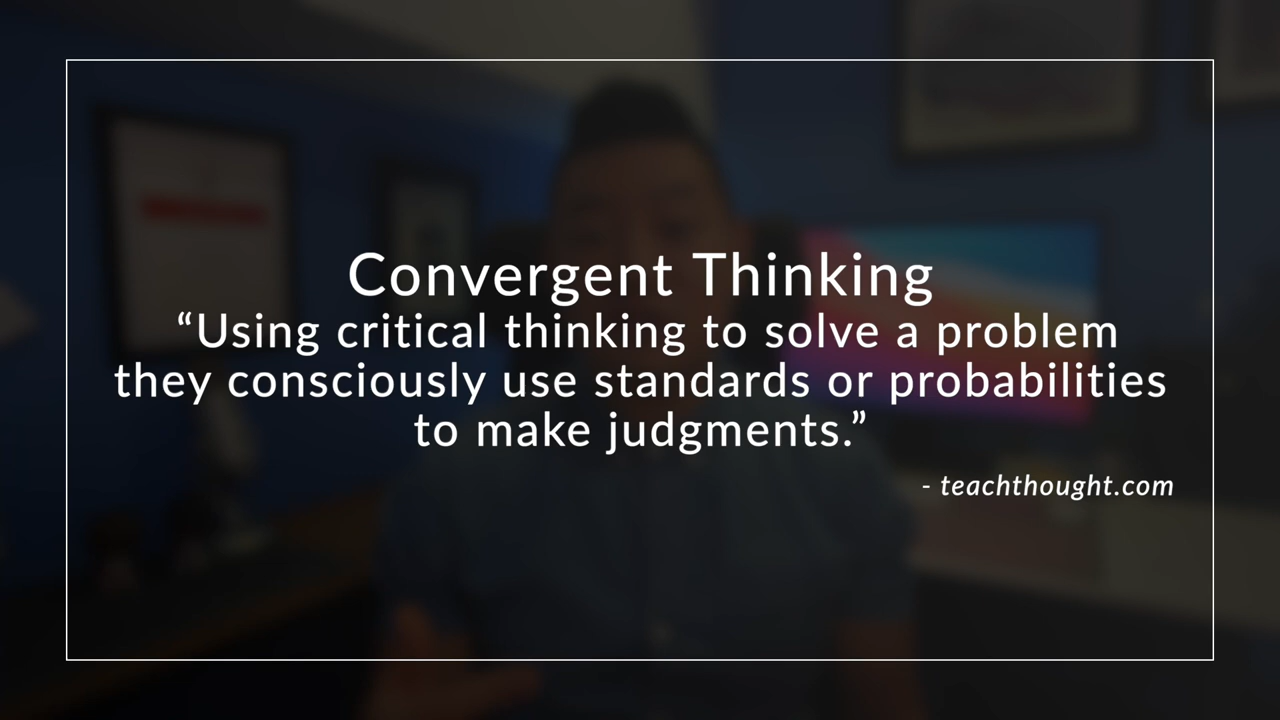 Convergent Thinking
“Using critical thinking to solve a problem
they consciously use standards or probabilities
to make judgments.”
- teachthought.com